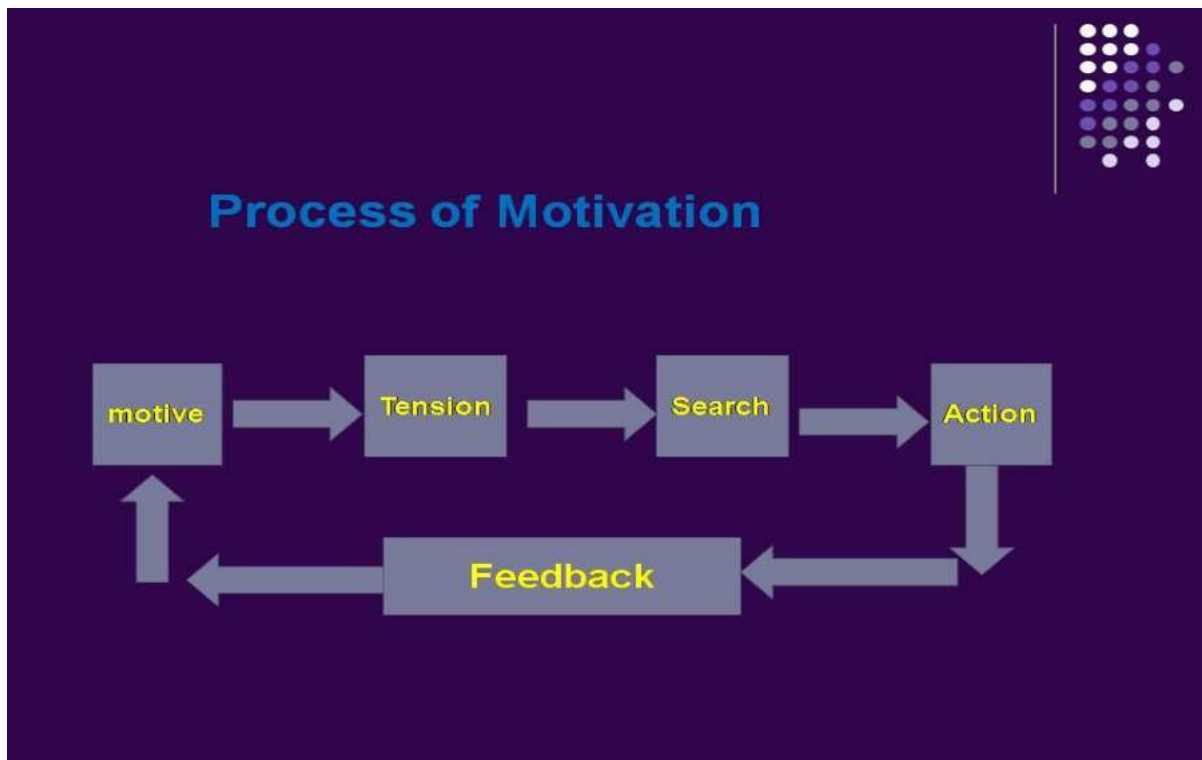 Process of Motivation
motive
Tension
Search
Action
Feedback